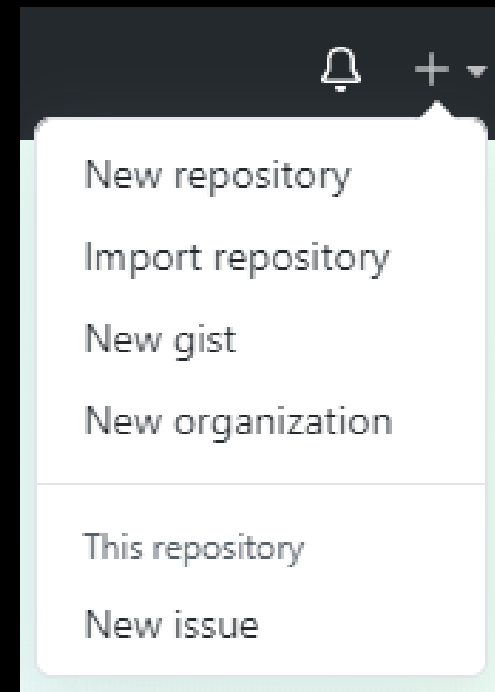 New repository
Import repository
New gist
New organization
This repository
New issue